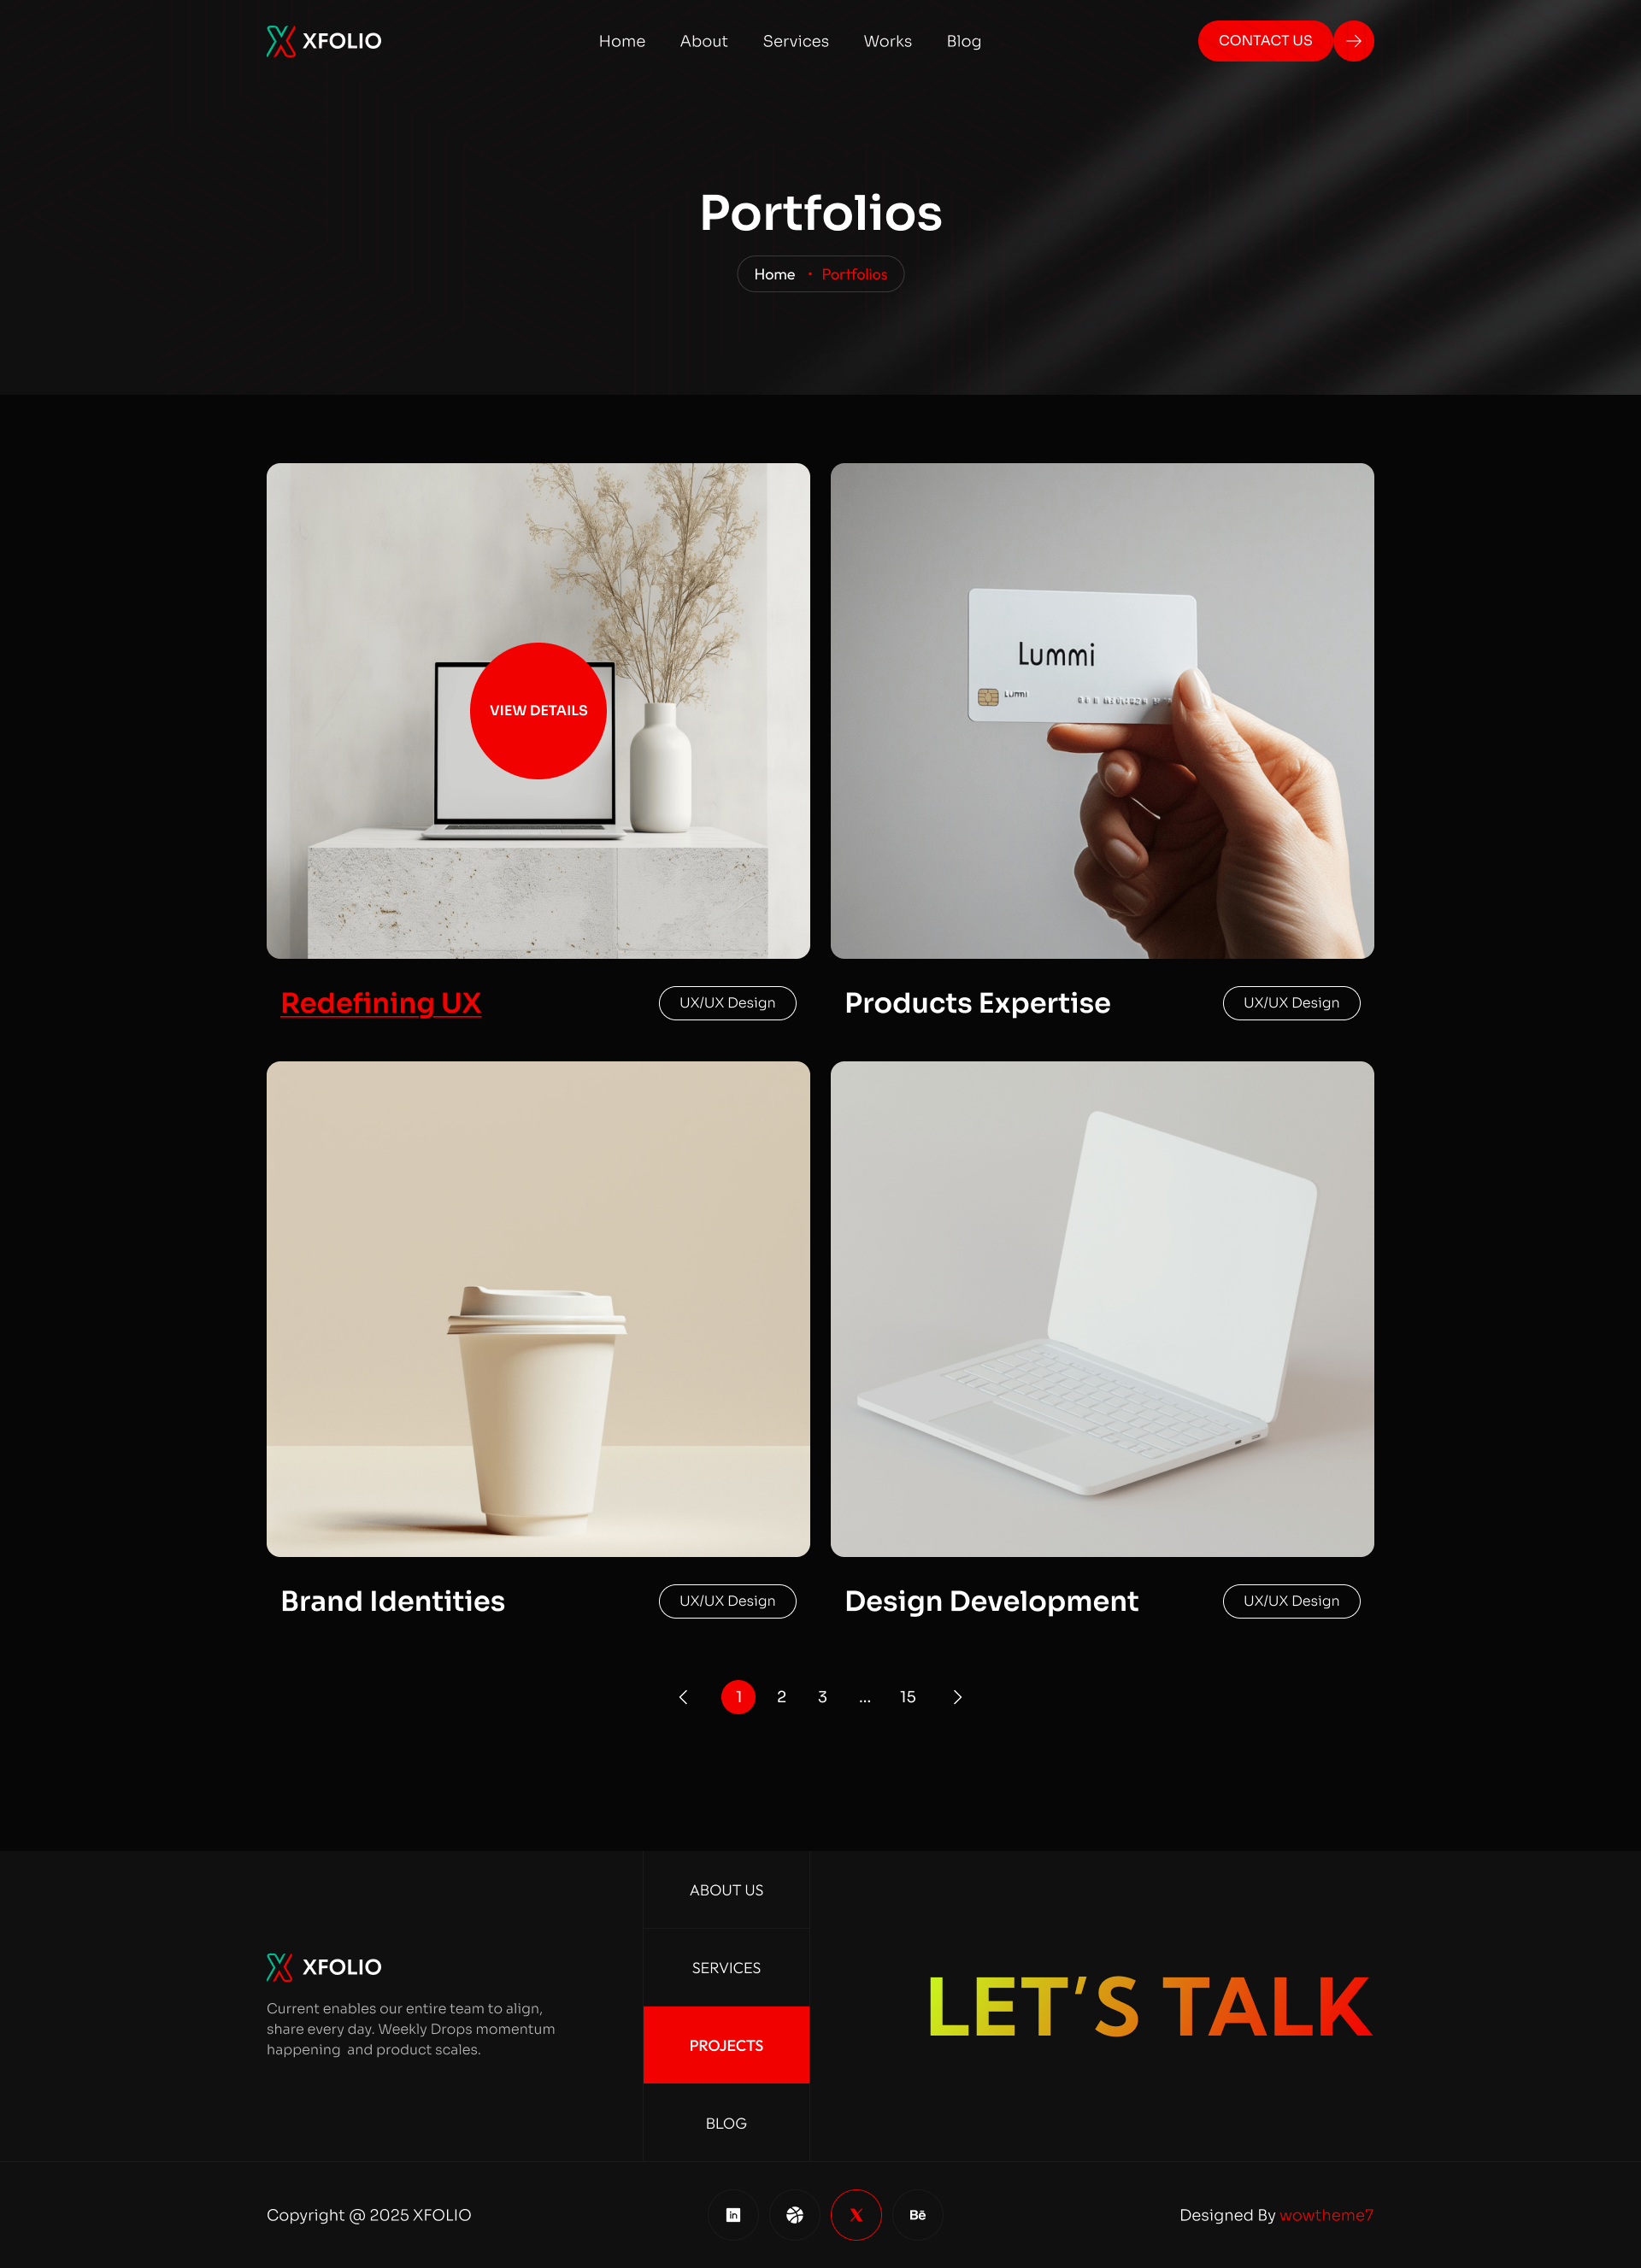 XFOLIO
Home About Services Works Blog
CONTACT US
Portfolios
Home • Portfolios
VIEW DETAILS
Lummi
Lummi
Redefining UX
UX/UX Design
Products Expertise
UX/UX Design
Brand Identities
UX/UX Design
Design Development
UX/UX Design
1 2 3 ... 15
ABOUT US
SERVICES
PROJECTS
BLOG
XFOLIO
Current enables our entire team to align,
share every day. Weekly Drops momentum
happening and product scales.
LET'S TALK
Copyright @ 2025 XFOLIO
in
X
Bē
Designed By wowtheme7